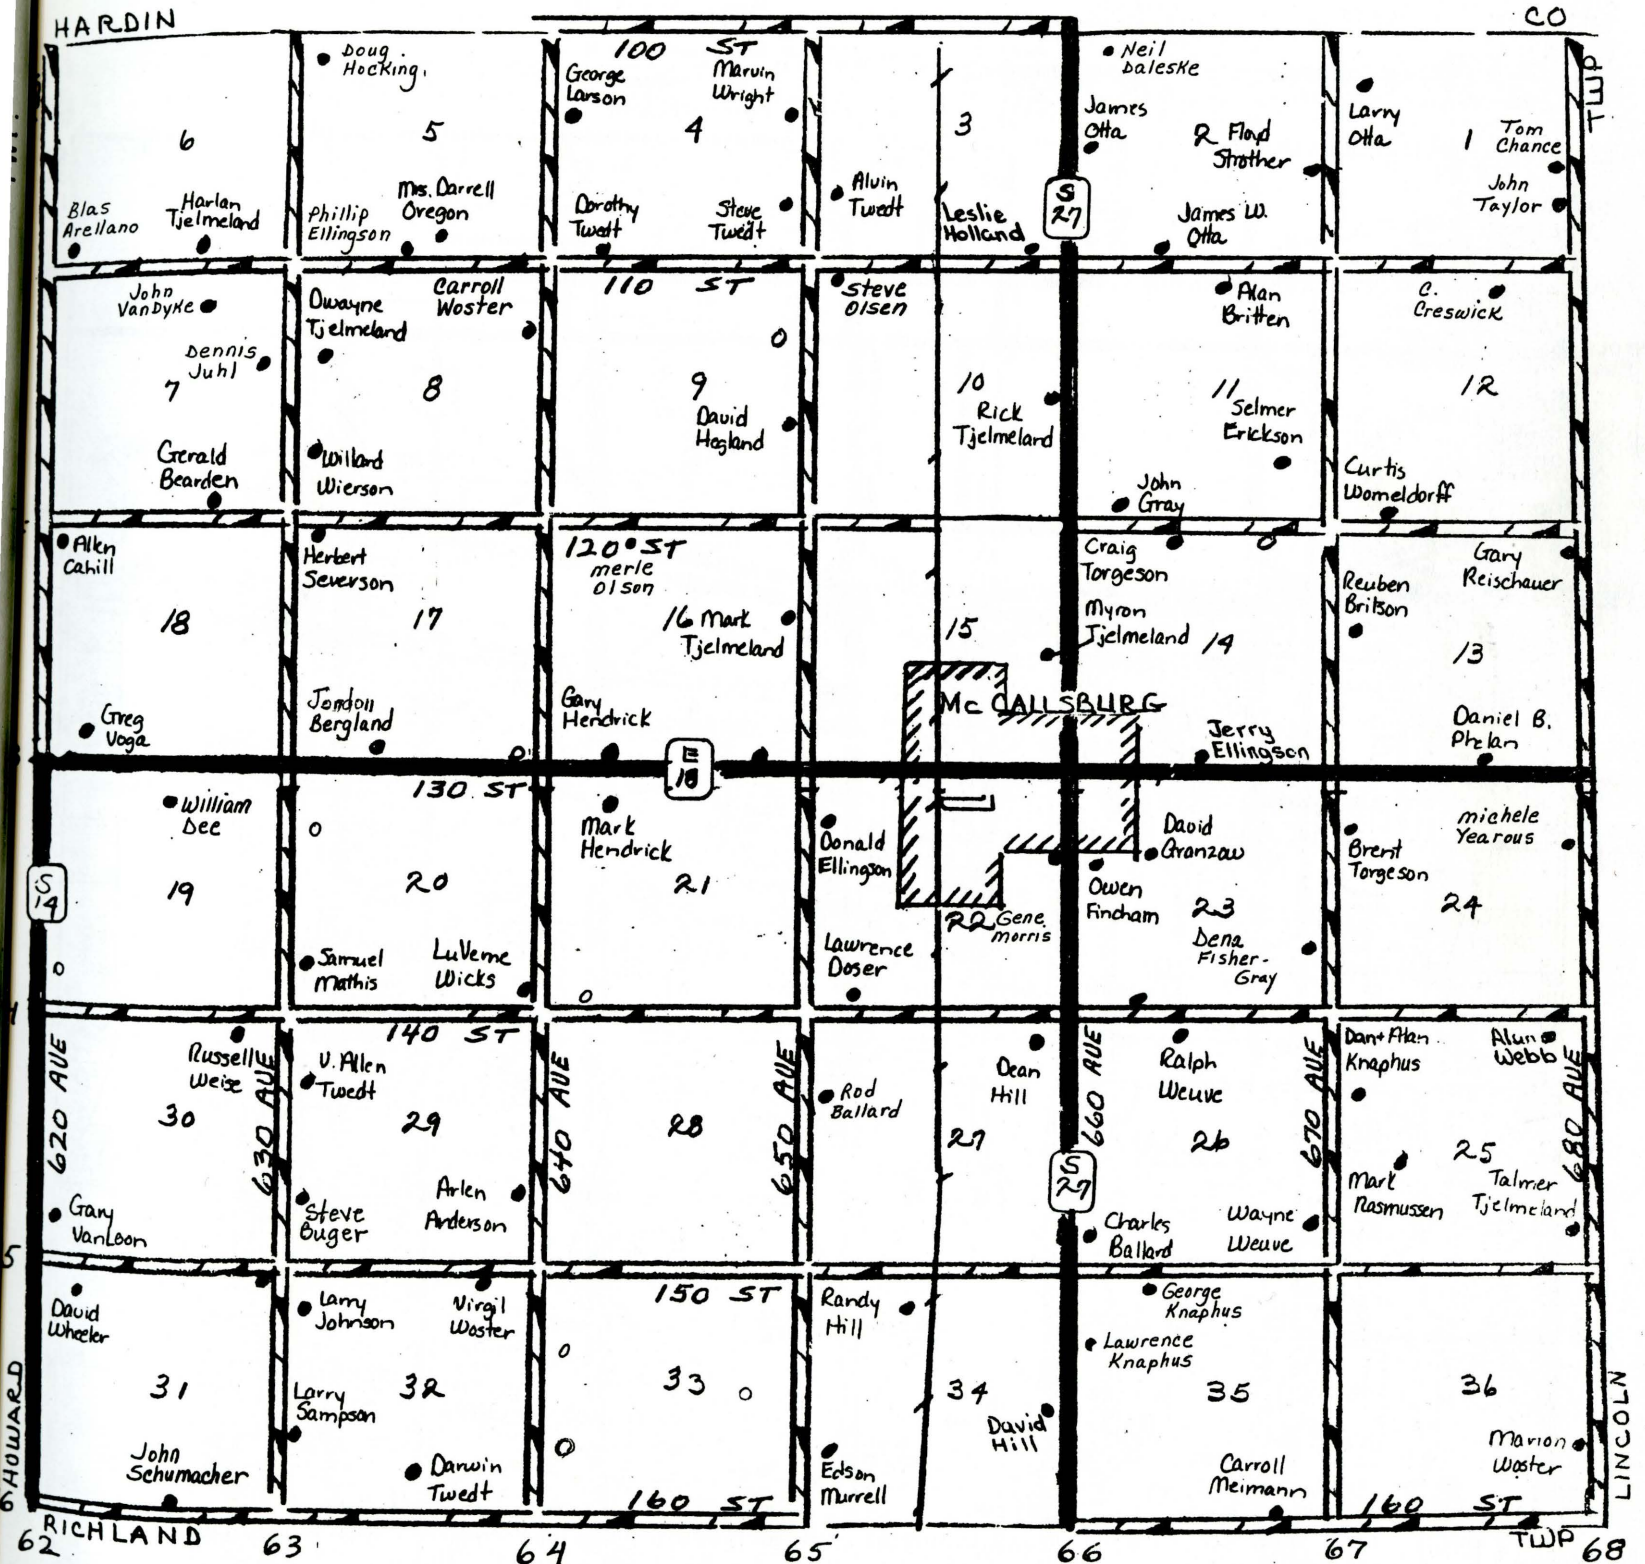 HARDIN
CO
TWP
100 ST
Doug
Hocking
George
Larson
Marvin
Wright
Neil
Daleske
James
Otta
Larry
Otta
6
5
4
3
2
Floyd
Strother
1
Tom
Chance
John
Taylor
Blas
Arellano
Harlan
Tjelmeland
Phillip
Ellingson
Mrs. Darrell
Oregon
Dorothy
Twedt
Steve
Twedt
Alvin
Twedt
Leslie
Holland
S
27
James W.
Otta
110 ST
John
VanDyke
Dennis
Juhl
7
Gerald
Bearden
Dwayne
Tjelmeland
Carroll
Woster
8
Willard
Wierson
9
David
Hegland
Steve
Olsen
10
Rick
Tjelmeland
Alan
Britten
11
Selmer
Erickson
John
Gray
C.
Creswick
12
Curtis
Womeldorff
120 ST
Allen
Cahill
18
Greg
Voga
Herbert
Severson
17
Jordon
Bergland
merle
Olson
16
Mark
Tjelmeland
Gary
Hendrick
15
McCALLSBURG
Craig
Torgeson
Myron
Tjelmeland
14
Jerry
Ellingson
Gary
Reischauer
Reuben
Britson
13
Daniel B.
Phelan
E
18
130 ST
William
Dee
S
14
19
20
Samuel
Mathis
LuVerne
Wicks
Mark
Hendrick
21
Donald
Ellingson
Lawrence
Doser
22
Gene
Morris
David
Granzow
Owen
Fincham
23
Dena
Fisher-
Gray
Brent
Torgeson
michele
Yearous
24
140 ST
620 AVE
630 AVE
640 AVE
650 AVE
660 AVE
670 AVE
680 AVE
Russell
Weise
30
Gary
VanLoon
V. Allen
Twedt
29
Steve
Buger
Arlen
Anderson
28
Rod
Ballard
Dean
Hill
27
S
27
Ralph
Weuve
26
Charles
Ballard
Wayne
Weuve
Dan + Alan
Knaphus
Alun
Webb
25
Mark
Rasmussen
Talmer
Tjelmeland
150 ST
David
Wheeler
31
John
Schumacher
Larry
Johnson
Virgil
Woster
32
Larry
Sampson
Darwin
Twedt
33
Randy
Hill
34
David
Hill
Edson
Murrell
George
Knaphus
Lawrence
Knaphus
35
Carroll
Meimann
36
Marion
Woster
160 ST
160 ST
HOWARD
LINCOLN
RICHLAND
TWP
5
6
62
63
64
65
66
67
68